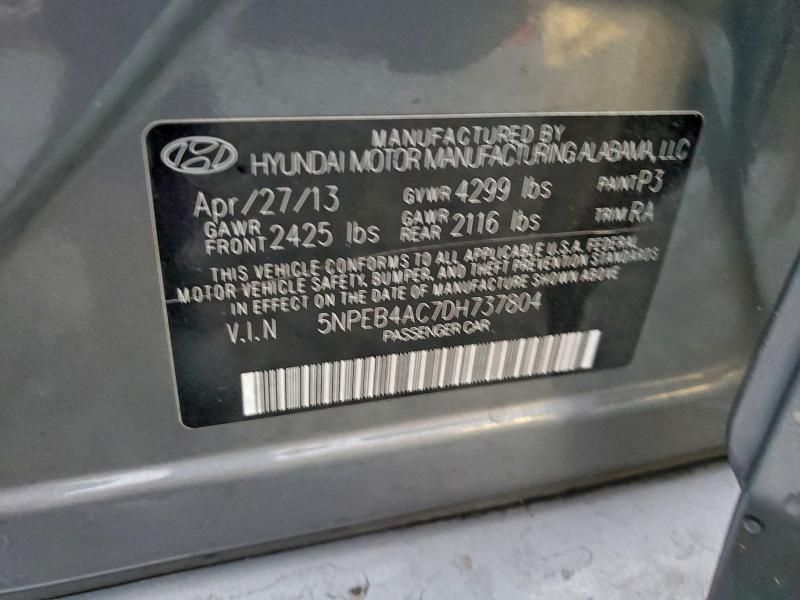 MANUFACTURED BY
HYUNDAI MOTOR MANUFACTURING ALABAMA, LLC
Apr/27/13 GVWR 4299 lbs PAINT P3
GAWR FRONT 2425 lbs GAWR REAR 2116 lbs TRIM RA
THIS VEHICLE CONFORMS TO ALL APPLICABLE U.S.A. FEDERAL
MOTOR VEHICLE SAFETY, BUMPER, AND THEFT PREVENTION STANDARDS
IN EFFECT ON THE DATE OF MANUFACTURE SHOWN ABOVE
V.I.N 5NPEB4AC7DH737804
PASSENGER CAR